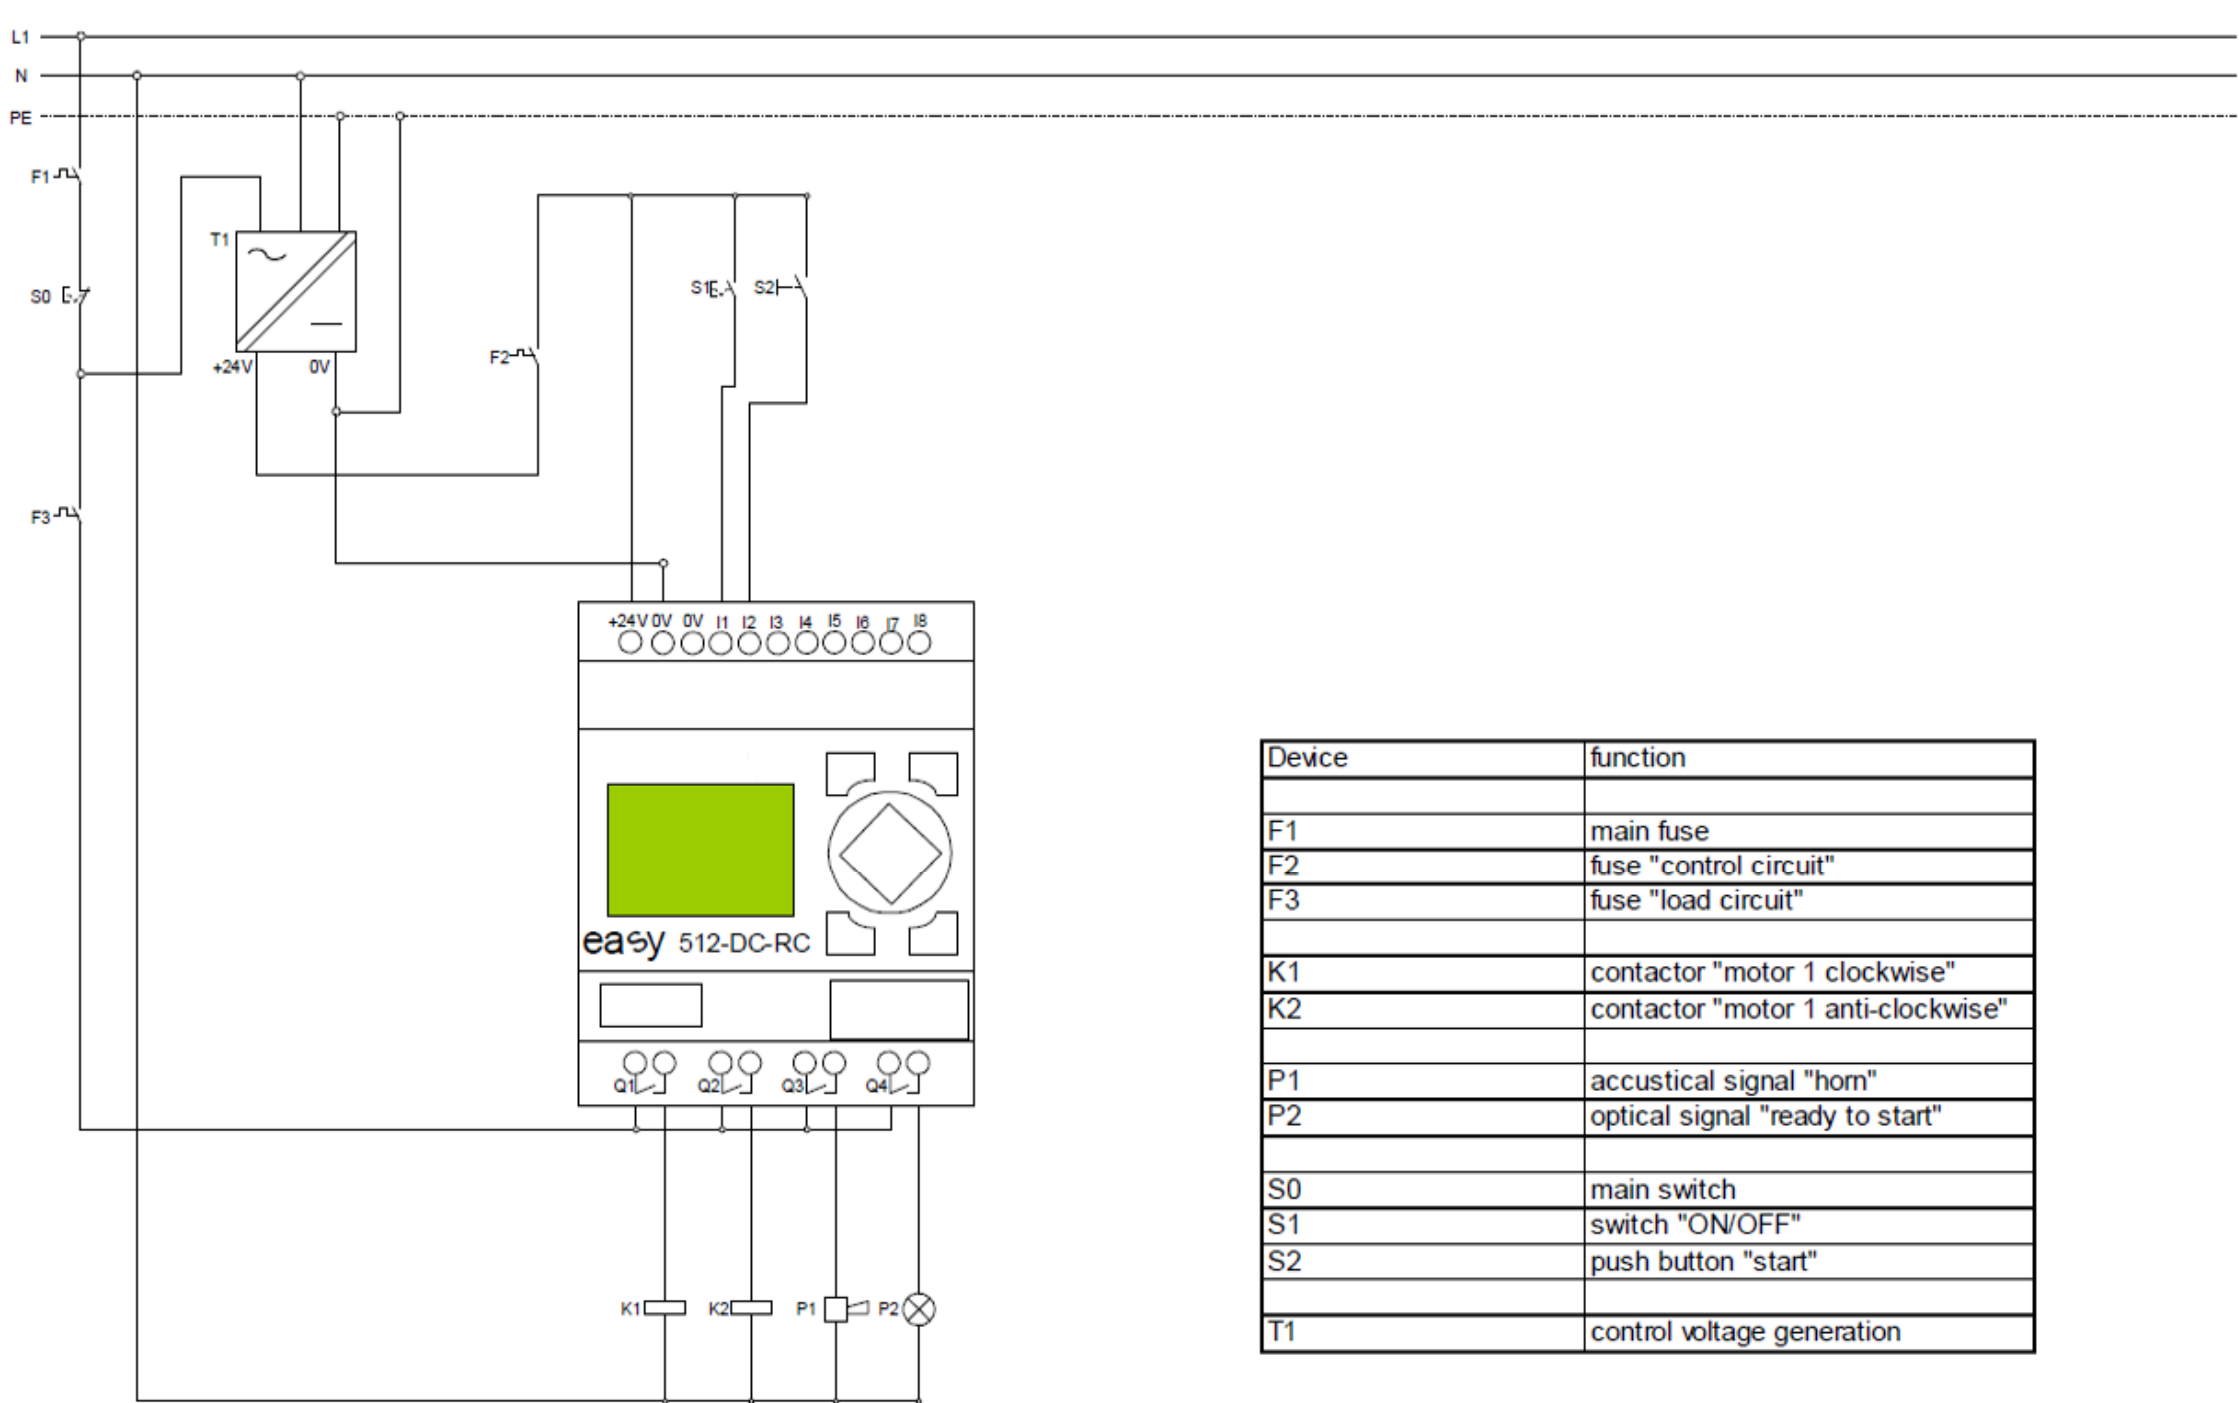 L1
N
PE
F1
T1
S0
S1
S2
F2
+24V 0V
F3
+24V 0V 0V I1 I2 I3 I4 I5 I6 I7 I8
easy 512-DC-RC
Q1 Q2 Q3 Q4
K1 K2 P1 P2
Device function
F1 main fuse
F2 fuse "control circuit"
F3 fuse "load circuit"
K1 contactor "motor 1 clockwise"
K2 contactor "motor 1 anti-clockwise"
P1 accustical signal "horn"
P2 optical signal "ready to start"
S0 main switch
S1 switch "ON/OFF"
S2 push button "start"
T1 control voltage generation